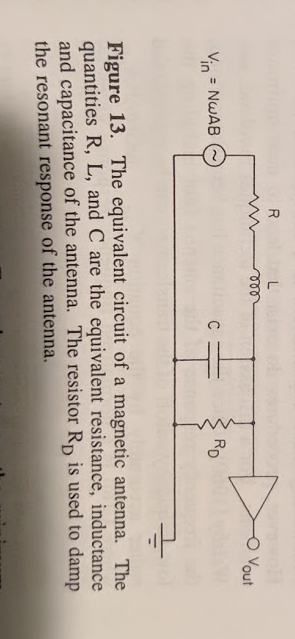 R
L
V_in = NωAB
C
R_D
V_out
Figure 13. The equivalent circuit of a magnetic antenna. The
quantities R, L, and C are the equivalent resistance, inductance
and capacitance of the antenna. The resistor R_D is used to damp
the resonant response of the antenna.